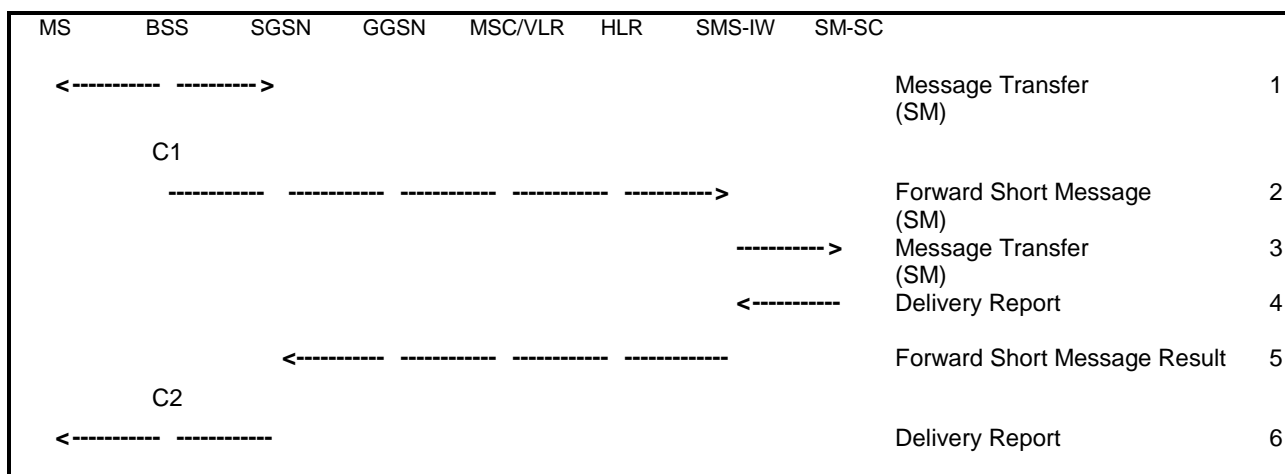 MS BSS SGSN GGSN MSC/VLR HLR SMS-IW SM-SC
<----------- ----------> Message Transfer 1
(SM)
C1
------------ ------------ ------------ ------------ -----------> Forward Short Message 2
(SM)
-----------> Message Transfer 3
(SM)
<----------- Delivery Report 4
<----------- ------------ ------------ ------------- Forward Short Message Result 5
C2
<----------- ------------ Delivery Report 6